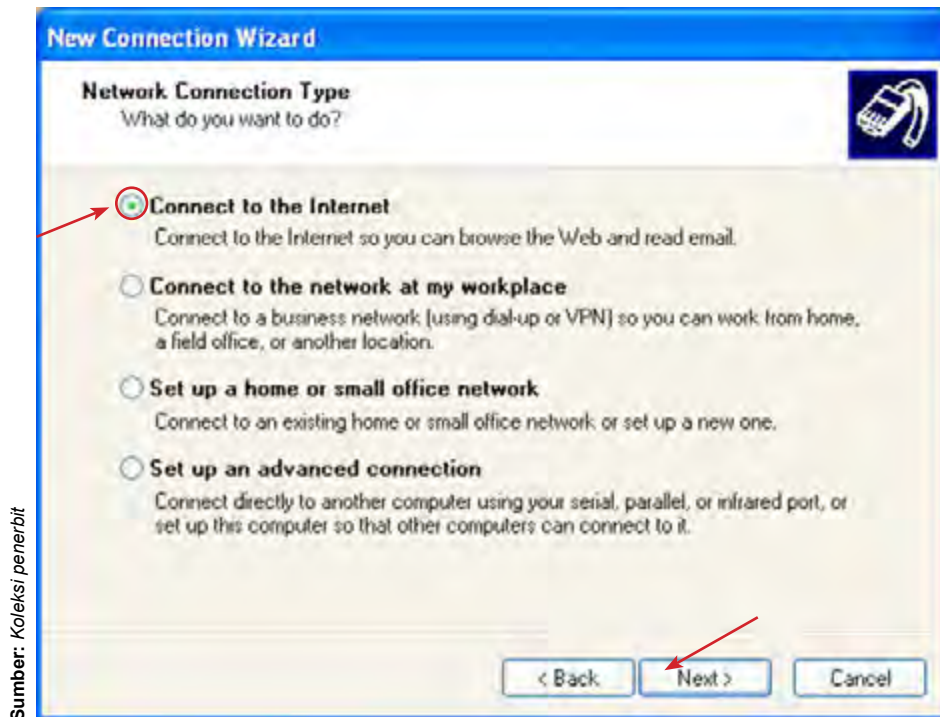 New Connection Wizard
Network Connection Type
What do you want to do?
Connect to the Internet
Connect to the Internet so you can browse the Web and read email.
Connect to the network at my workplace
Connect to a business network (using dial-up or VPN) so you can work from home,
a field office, or another location.
Set up a home or small office network
Connect to an existing home or small office network or set up a new one.
Set up an advanced connection
Connect directly to another computer using your serial, parallel, or infrared port, or
set up this computer so that other computers can connect to it.
< Back
Next >
Cancel
Sumber: Koleksi penerbit